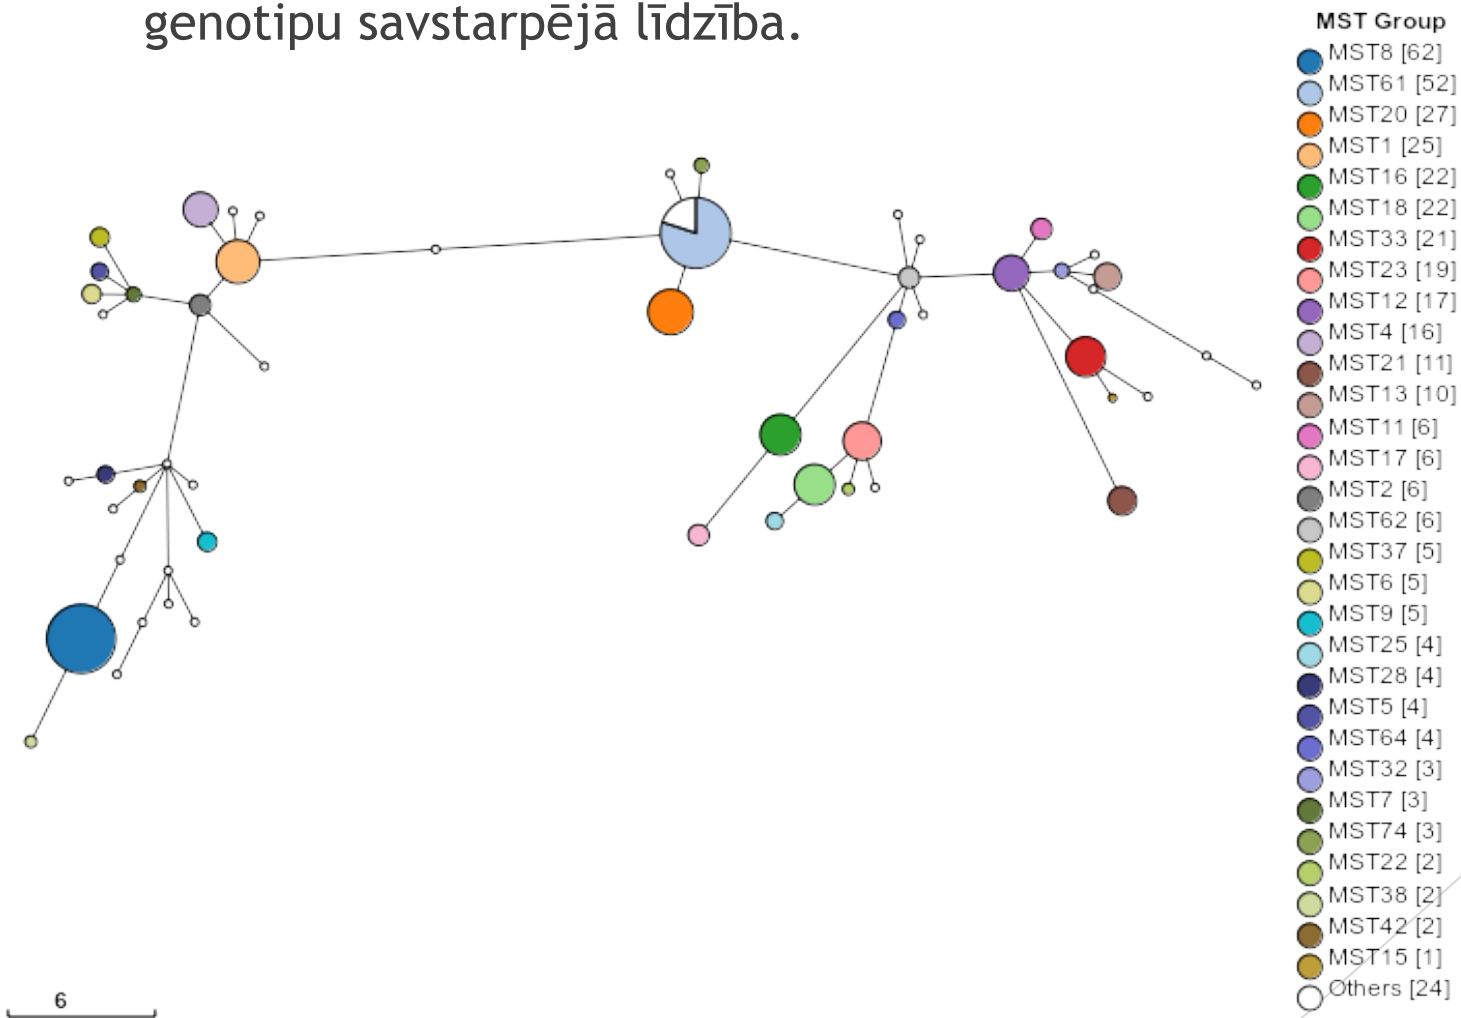 genotipu savstarpējā līdzība.
MST Group
MST8 [62]
MST61 [52]
MST20 [27]
MST1 [25]
MST16 [22]
MST18 [22]
MST33 [21]
MST23 [19]
MST12 [17]
MST4 [16]
MST21 [11]
MST13 [10]
MST11 [6]
MST17 [6]
MST2 [6]
MST62 [6]
MST37 [5]
MST6 [5]
MST9 [5]
MST25 [4]
MST28 [4]
MST5 [4]
MST64 [4]
MST32 [3]
MST7 [3]
MST74 [3]
MST22 [2]
MST38 [2]
MST42 [2]
MST15 [1]
Others [24]
6